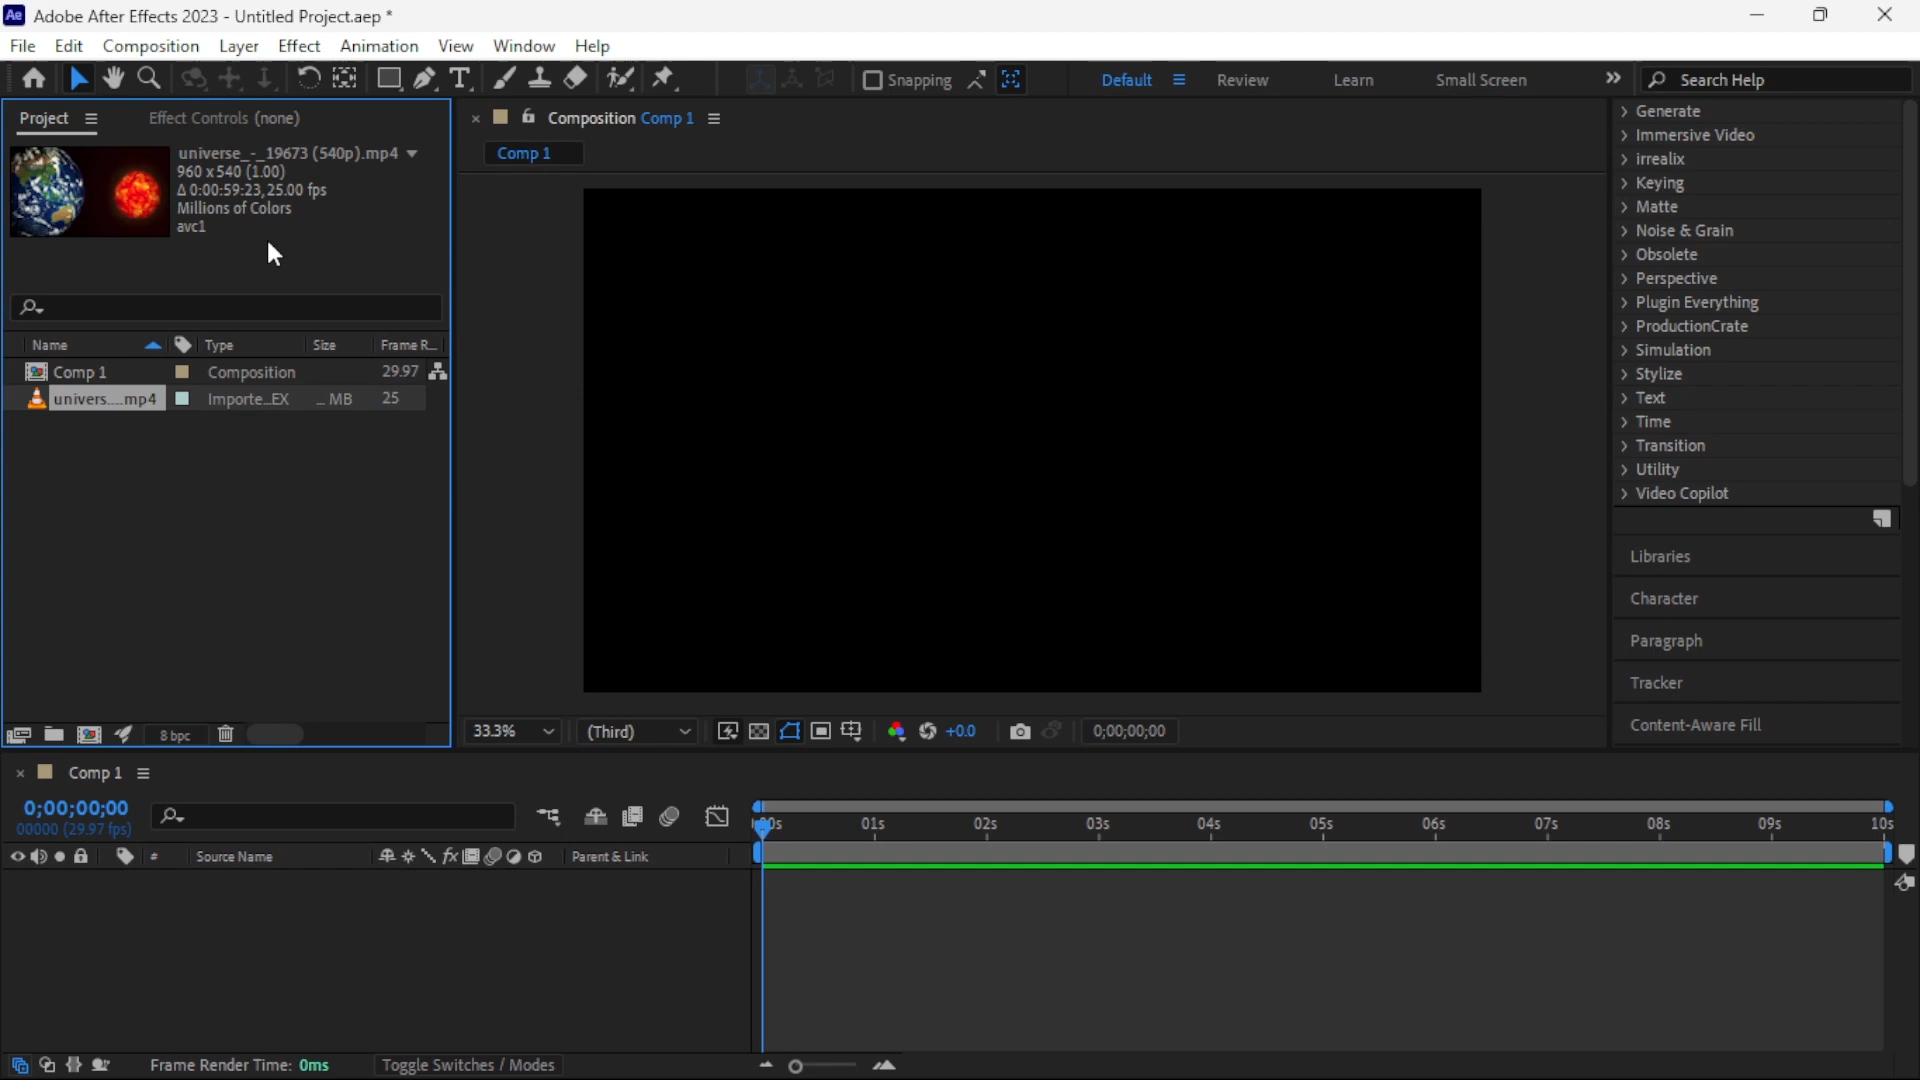 Ae Adobe After Effects 2023 - Untitled Project.aep *
File Edit Composition Layer Effect Animation View Window Help
Snapping Default Review Learn Small Screen Search Help
Project Effect Controls (none)
universe_-_19673 (540p).mp4
960 x 540 (1.00)
Δ 0:00:59:23, 25.00 fps
Millions of Colors
avc1
Name Type Size Frame R...
Comp 1 Composition 29.97
univers....mp4 Importe...EX ... MB 25
8 bpc
Composition Comp 1
Comp 1
33.3% (Third) +0.0 0;00;00;00
Generate
Immersive Video
irrealix
Keying
Matte
Noise & Grain
Obsolete
Perspective
Plugin Everything
ProductionCrate
Simulation
Stylize
Text
Time
Transition
Utility
Video Copilot
Libraries
Character
Paragraph
Tracker
Content-Aware Fill
Comp 1
0;00;00;00
00000 (29.97 fps)
01s 02s 03s 04s 05s 06s 07s 08s 09s 10s
# Source Name fx Parent & Link
Frame Render Time: 0ms Toggle Switches / Modes